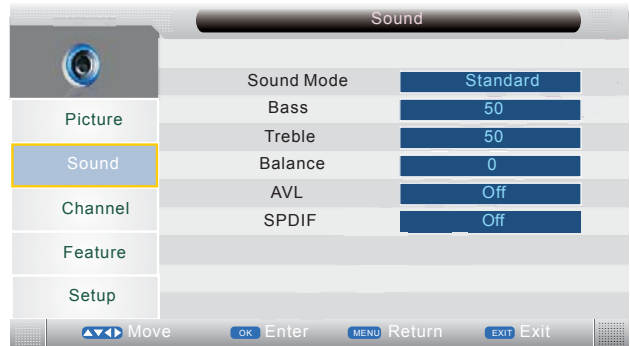 Sound
Sound Mode Standard
Bass 50
Treble 50
Balance 0
AVL Off
SPDIF Off
Picture
Sound
Channel
Feature
Setup
Move OK Enter MENU Return EXIT Exit